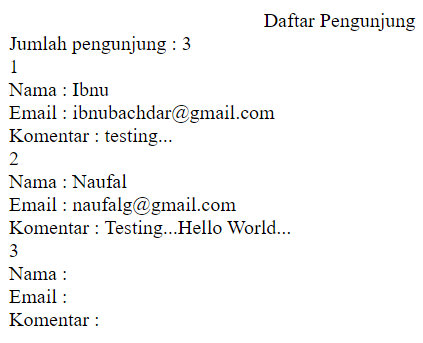 Daftar Pengunjung
Jumlah pengunjung : 3
1
Nama : Ibnu
Email : ibnubachdar@gmail.com
Komentar : testing...
2
Nama : Naufal
Email : naufalg@gmail.com
Komentar : Testing...Hello World...
3
Nama :
Email :
Komentar :